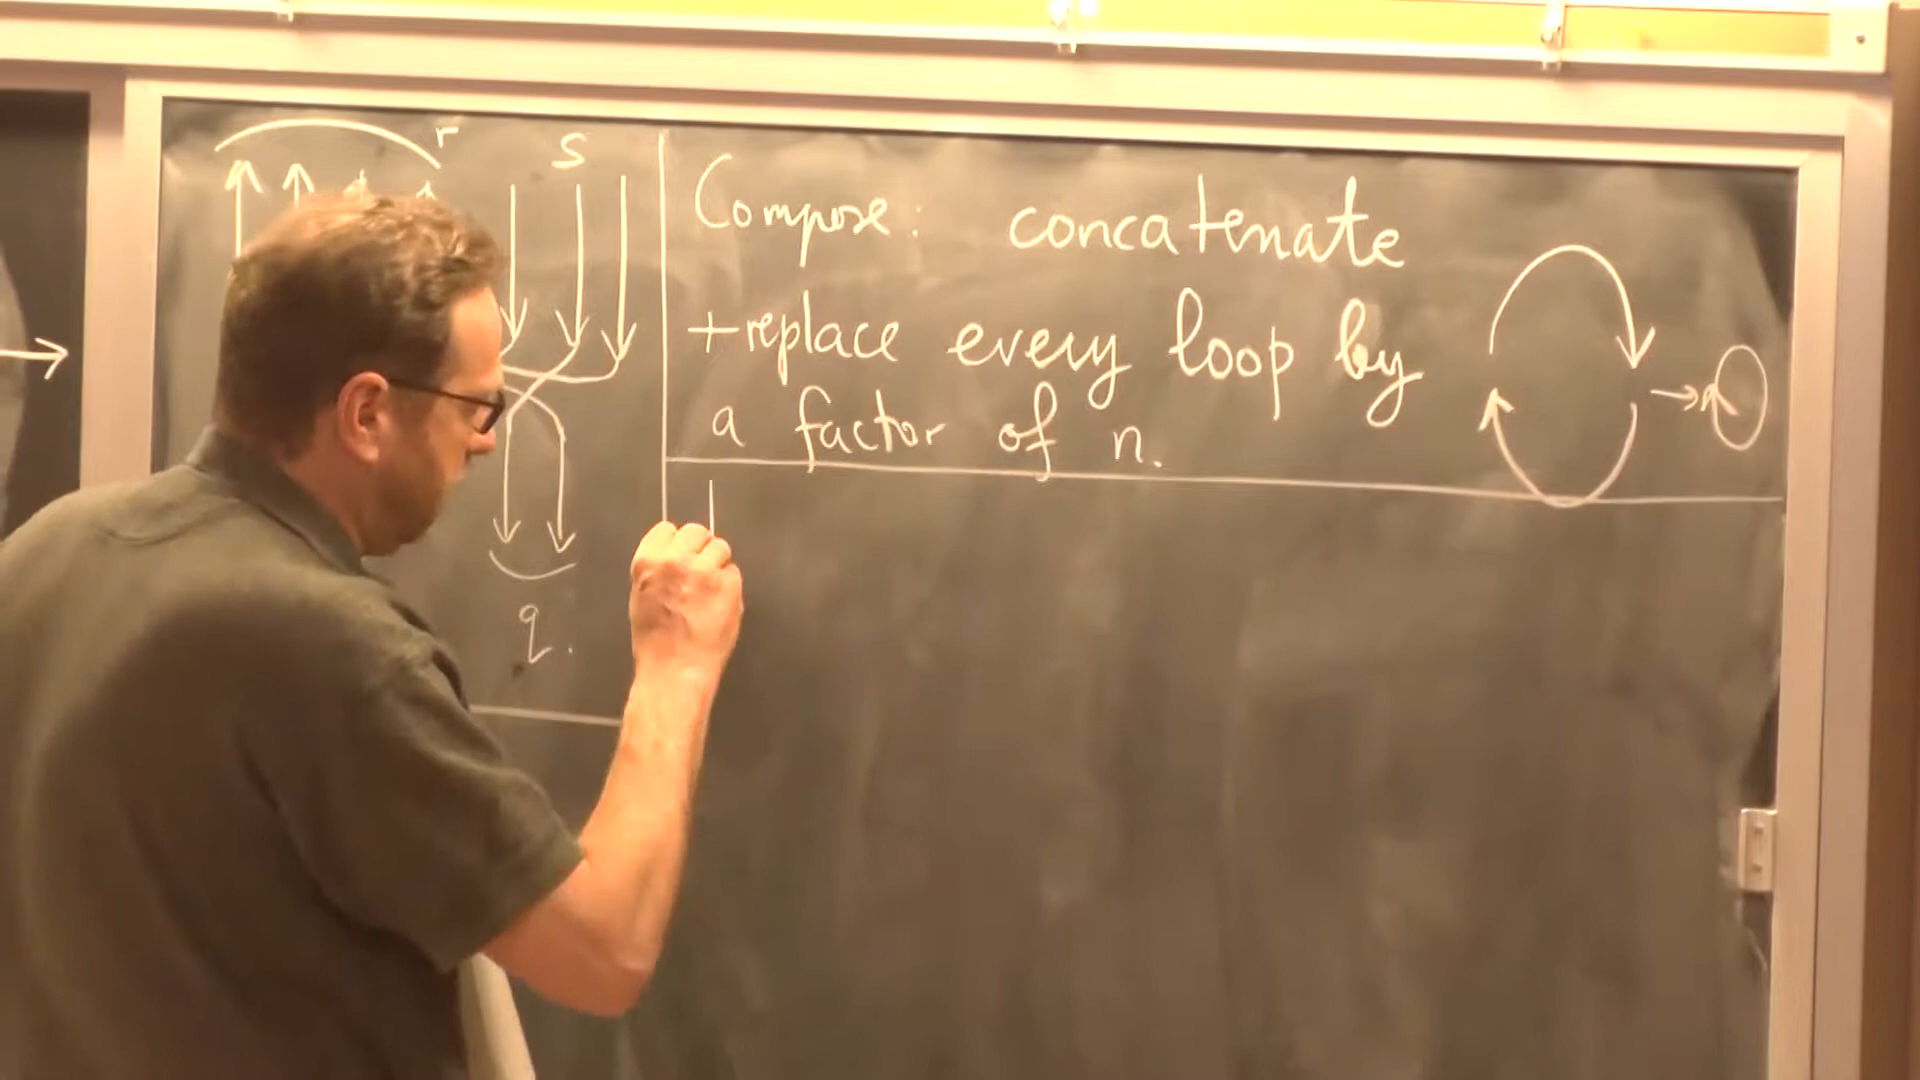 r s
Compose: concatenate
+replace every loop by
a factor of n.
q.